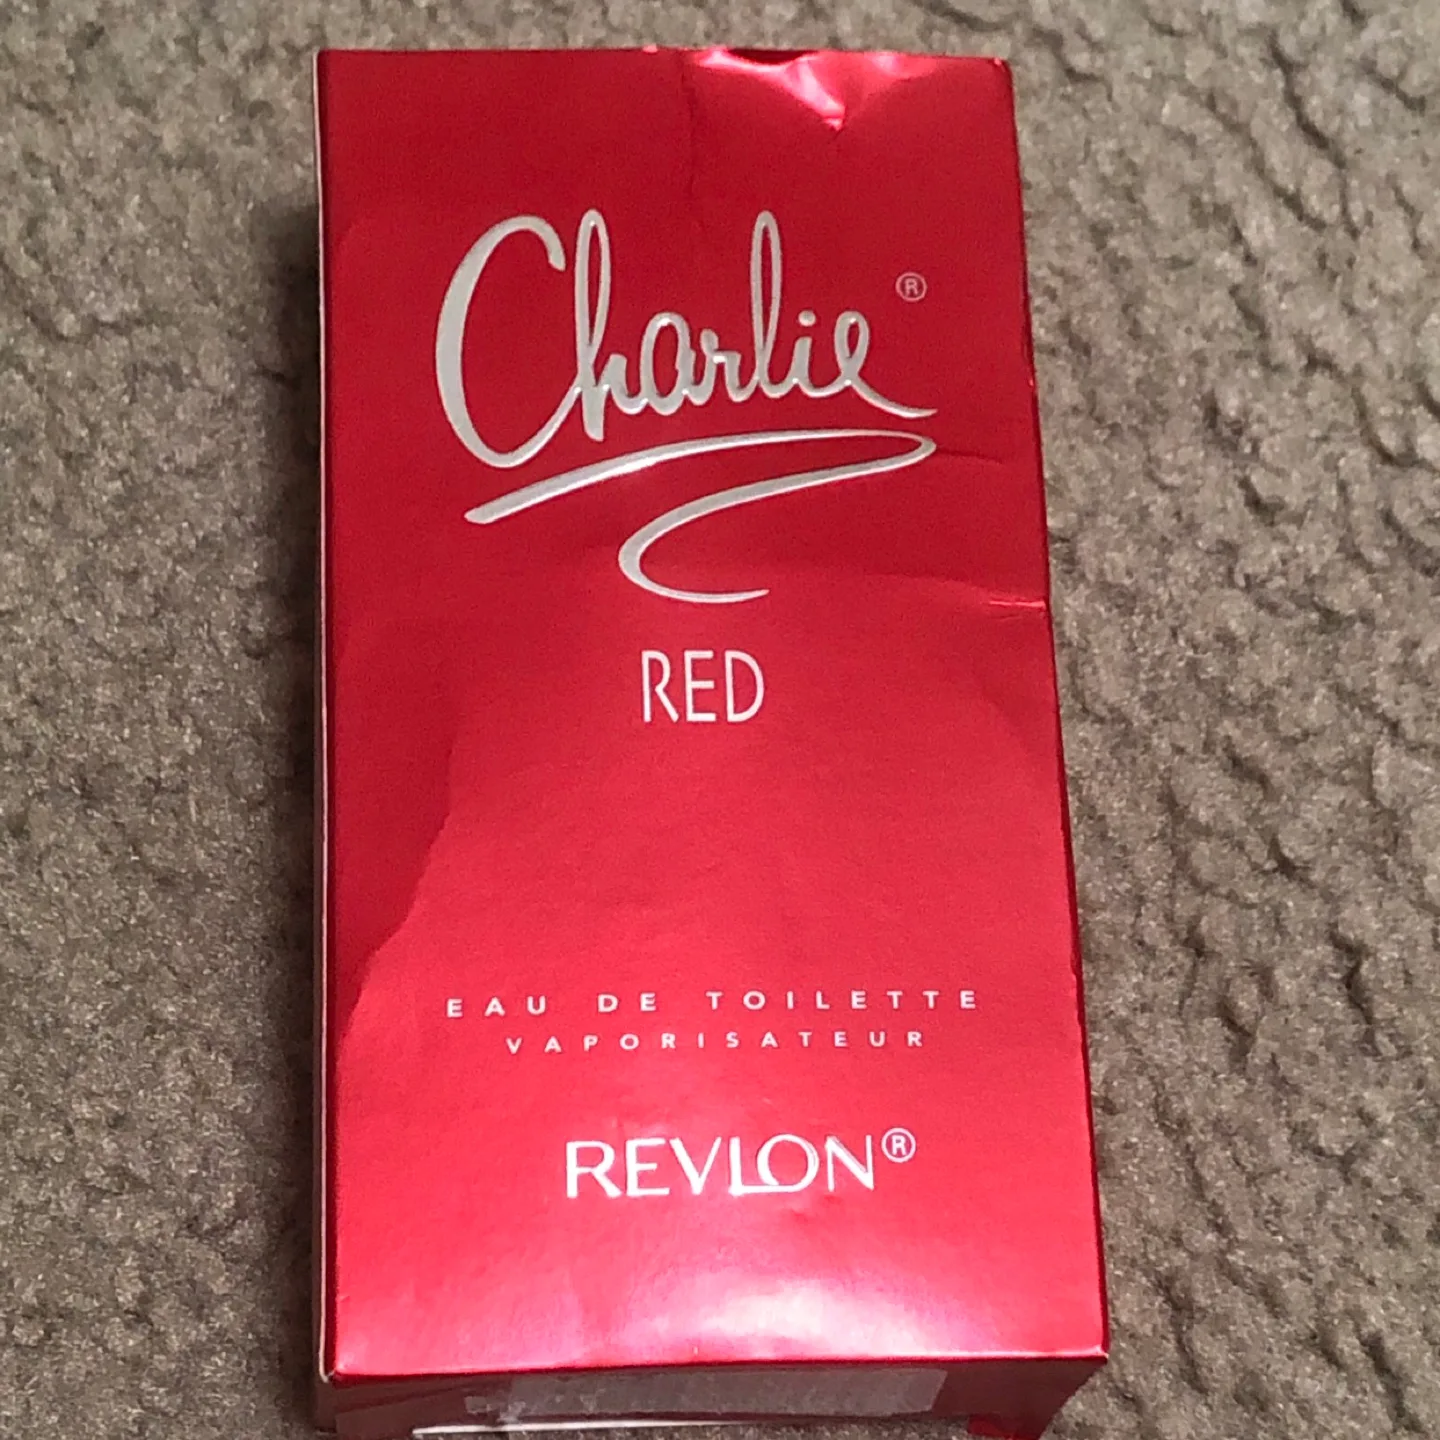 Charlie®
RED
EAU DE TOILETTE
VAPORISATEUR
REVLON®